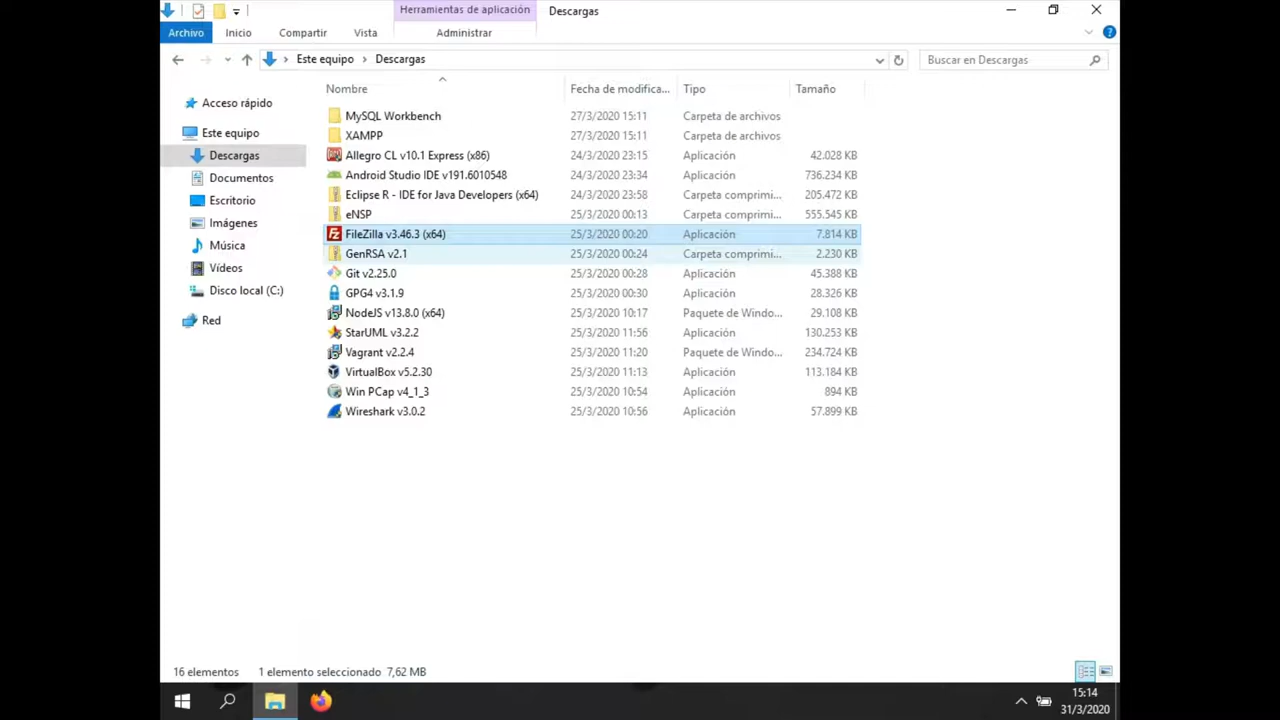 Herramientas de aplicación Descargas
Archivo Inicio Compartir Vista Administrar
Este equipo Descargas Buscar en Descargas
Nombre Fecha de modifica... Tipo Tamaño
Acceso rápido
Este equipo
Descargas
Documentos
Escritorio
Imágenes
Música
Vídeos
Disco local (C:)
Red
MySQL Workbench 27/3/2020 15:11 Carpeta de archivos
XAMPP 27/3/2020 15:11 Carpeta de archivos
Allegro CL v10.1 Express (x86) 24/3/2020 23:15 Aplicación 42.028 KB
Android Studio IDE v191.6010548 24/3/2020 23:34 Aplicación 736.234 KB
Eclipse R - IDE for Java Developers (x64) 24/3/2020 23:58 Carpeta comprimi... 205.472 KB
eNSP 25/3/2020 00:13 Carpeta comprimi... 555.545 KB
FileZilla v3.46.3 (x64) 25/3/2020 00:20 Aplicación 7.814 KB
GenRSA v2.1 25/3/2020 00:24 Carpeta comprimi... 2.230 KB
Git v2.25.0 25/3/2020 00:28 Aplicación 45.388 KB
GPG4 v3.1.9 25/3/2020 00:30 Aplicación 28.326 KB
NodeJS v13.8.0 (x64) 25/3/2020 10:17 Paquete de Windo... 29.108 KB
StarUML v3.2.2 25/3/2020 11:56 Aplicación 130.253 KB
Vagrant v2.2.4 25/3/2020 11:20 Paquete de Windo... 234.724 KB
VirtualBox v5.2.30 25/3/2020 11:13 Aplicación 113.184 KB
Win PCap v4_1_3 25/3/2020 10:54 Aplicación 894 KB
Wireshark v3.0.2 25/3/2020 10:56 Aplicación 57.899 KB
16 elementos 1 elemento seleccionado 7,62 MB
15:14
31/3/2020